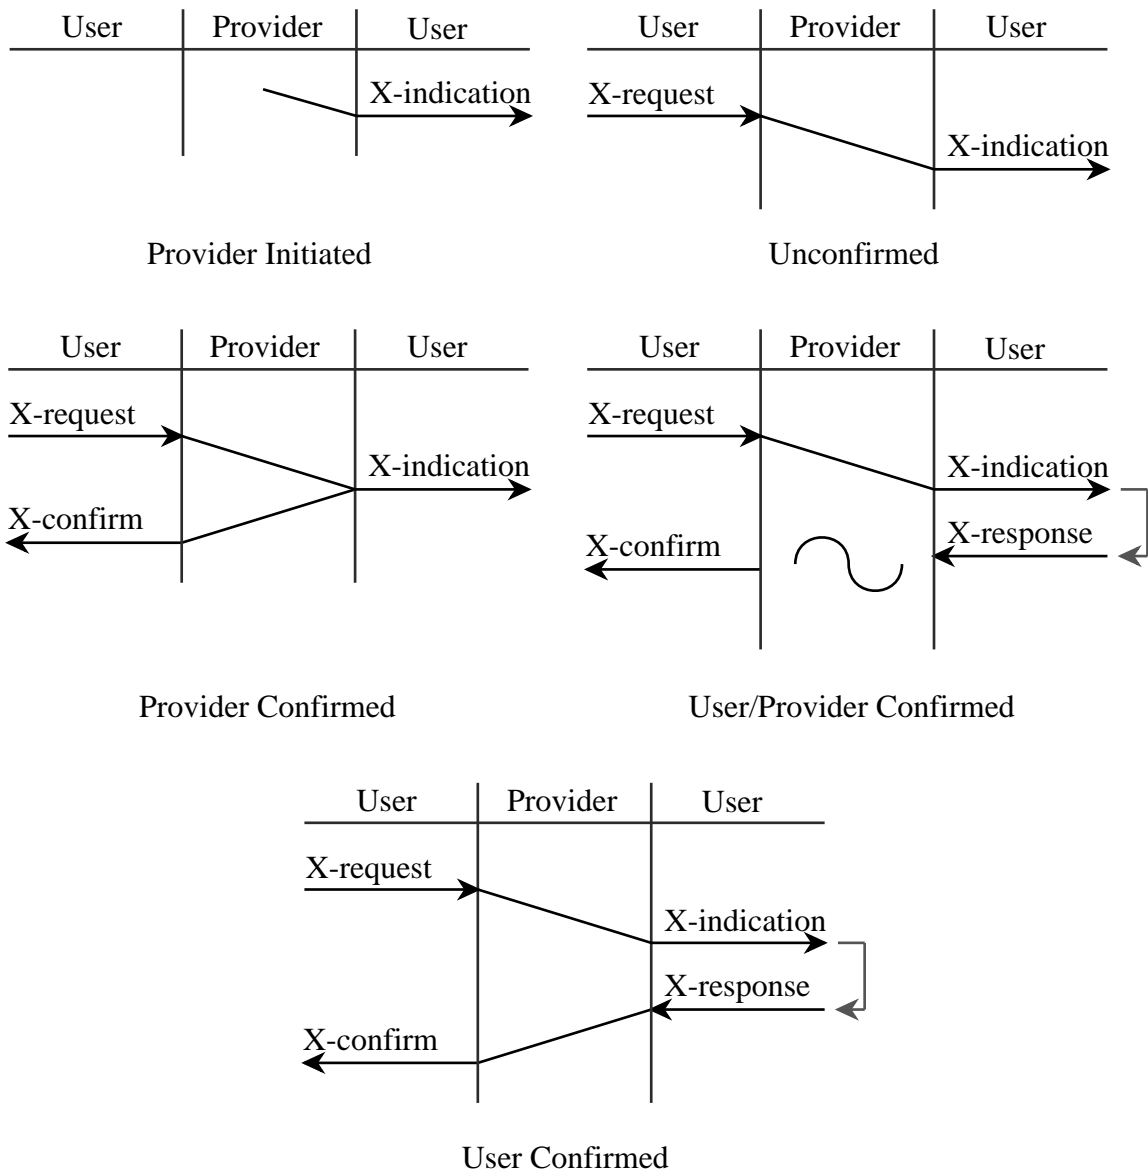 User Provider User
X-indication
Provider Initiated
User Provider User
X-request
X-indication
Unconfirmed
User Provider User
X-request
X-indication
X-confirm
Provider Confirmed
User Provider User
X-request
X-indication
X-response
X-confirm
User/Provider Confirmed
User Provider User
X-request
X-indication
X-response
X-confirm
User Confirmed